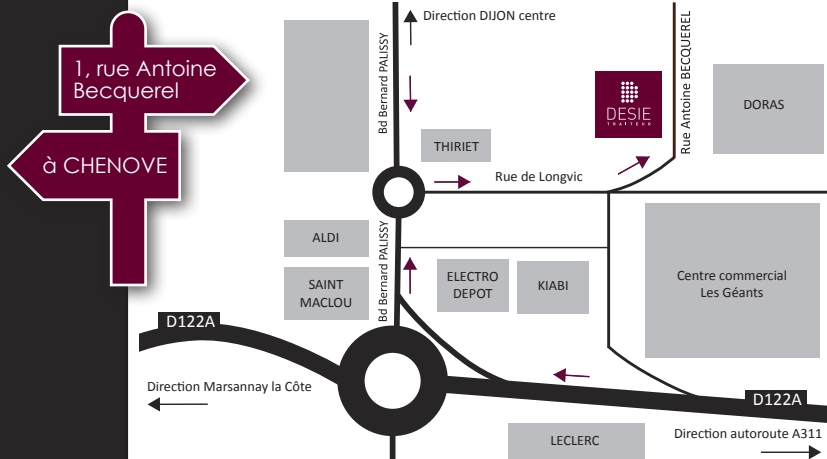 1, rue Antoine
Becquerel
à CHENOVE
Direction DIJON centre
Bd Bernard PALISSY
THIRIET
DESIE
TRAITEUR
Rue Antoine BECQUEREL
DORAS
Rue de Longvic
ALDI
SAINT
MACLOU
Bd Bernard PALISSY
ELECTRO
DEPOT
KIABI
Centre commercial
Les Géants
D122A
Direction Marsannay la Côte
D122A
LECLERC
Direction autoroute A311